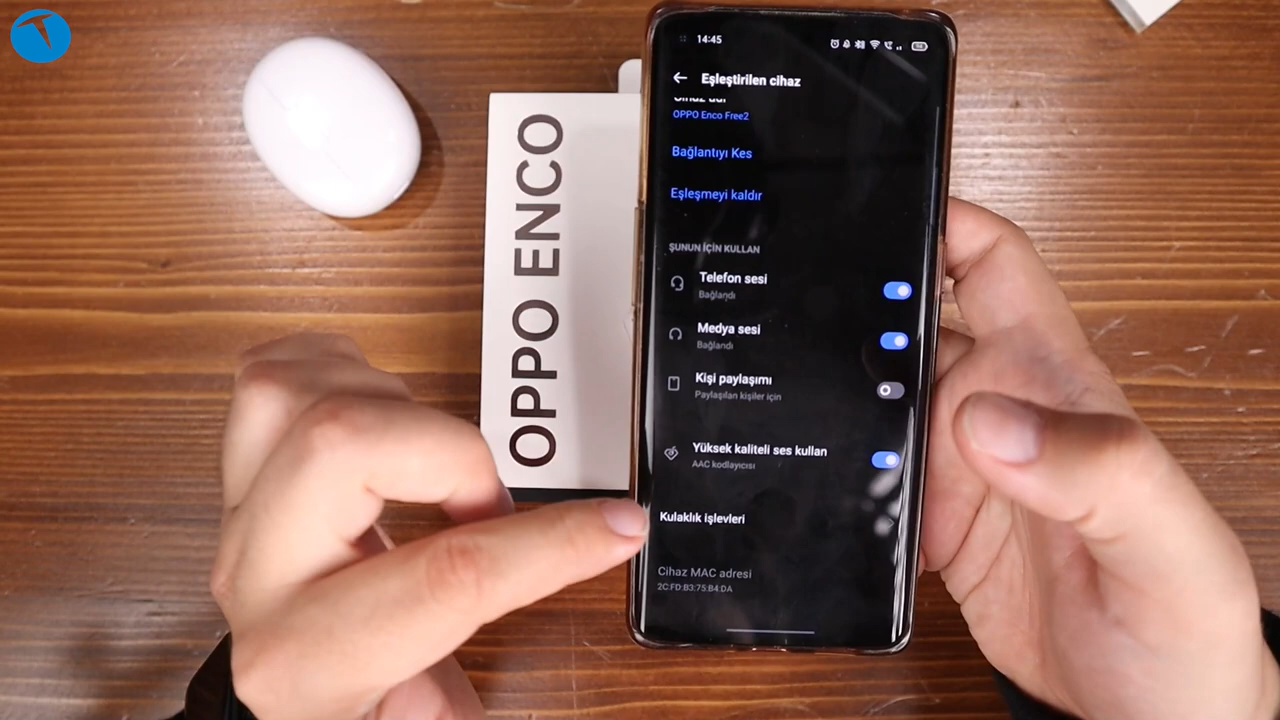 14:45
Eşleştirilen cihaz
Cihaz adı
OPPO Enco Free2
Bağlantıyı Kes
Eşleşmeyi kaldır
ŞUNUN İÇİN KULLAN
Telefon sesi
Bağlandı
Medya sesi
Bağlandı
Kişi paylaşımı
Paylaşılan kişiler için
Yüksek kaliteli ses kullan
AAC kodlayıcısı
Kulaklık işlevleri
Cihaz MAC adresi
2C:FD:B3:75:B4:DA
OPPO ENCO